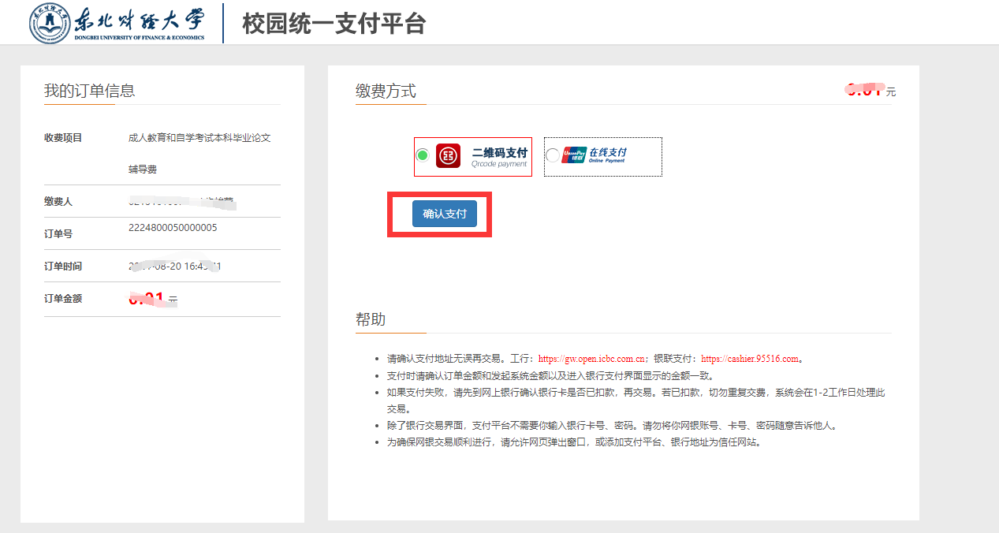 东北财经大学
DONGBEI UNIVERSITY OF FINANCE & ECONOMICS
校园统一支付平台
我的订单信息
收费项目
成人教育和自学考试本科毕业论文
辅导费
缴费人
订单号
2224800050000005
订单时间
-08-20 16:4
订单金额
元
缴费方式
元
二维码支付
Qrcode payment
UnionPay
银联
在线支付
Online Payment
确认支付
帮助
请确认支付地址无误再交易。工行：https://gw.open.icbc.com.cn；银联支付：https://cashier.95516.com。
支付时请确认订单金额和发起系统金额以及进入银行支付界面显示的金额一致。
如果支付失败，请先到网上银行确认银行卡是否已扣款，再交易。若已扣款，切勿重复交费，系统会在1-2工作日处理此
交易。
除了银行交易界面，支付平台不需要你输入银行卡号、密码。请勿将你网银账号、卡号、密码随意告诉他人。
为确保网银交易顺利进行，请允许网页弹出窗口，或添加支付平台、银行地址为信任网站。